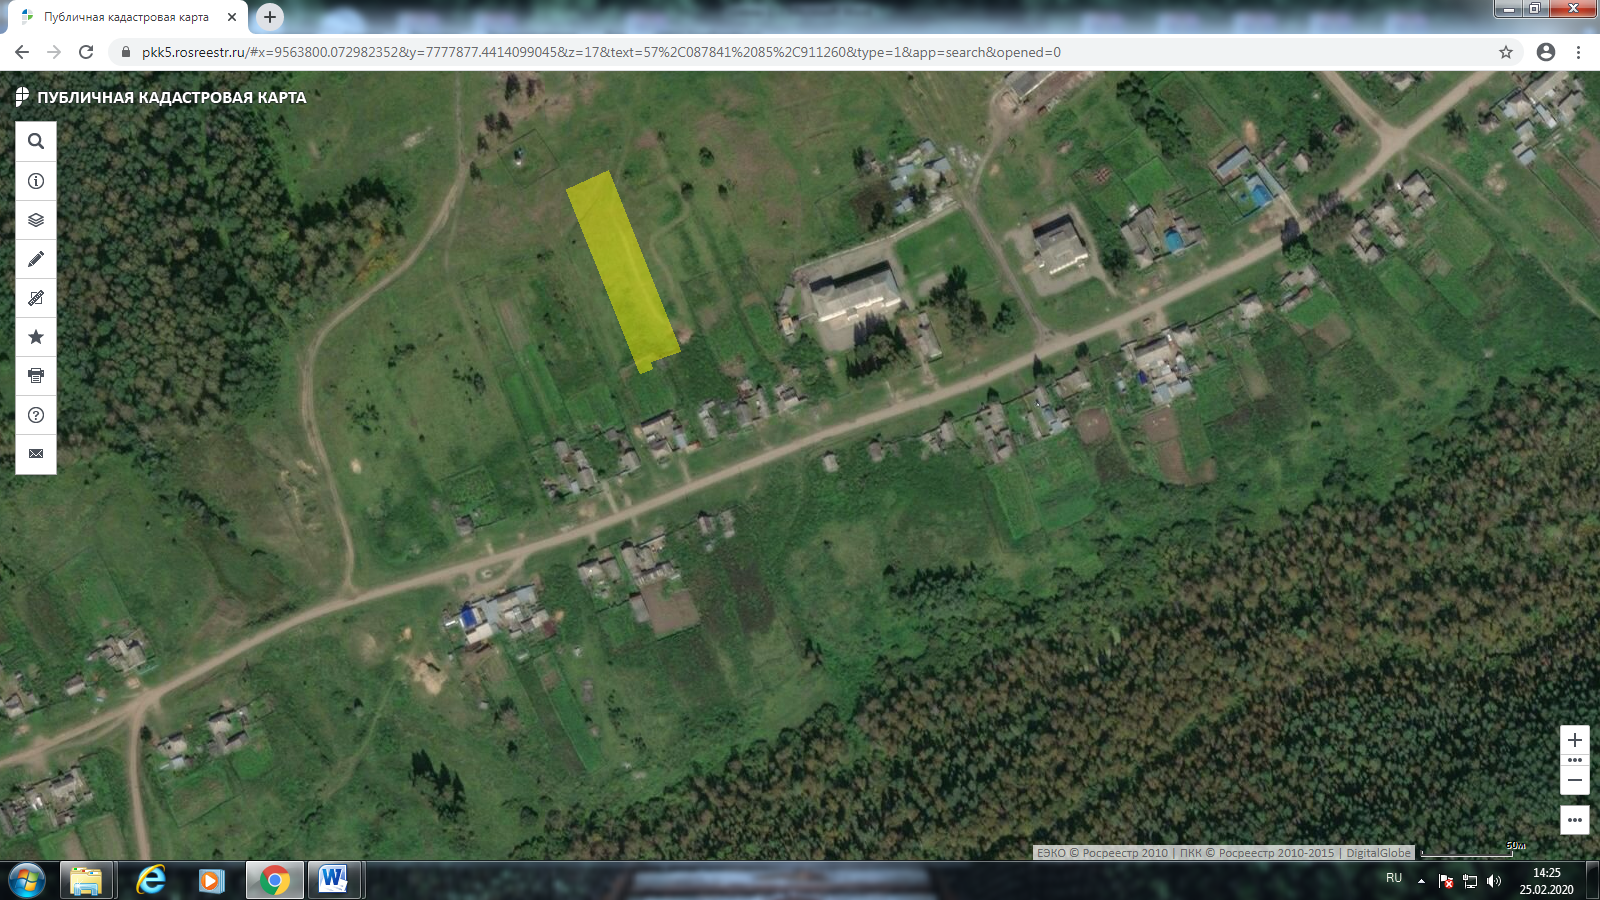 Публичная кадастровая карта
pkk5.rosreestr.ru/#x=9563800.072982352&y=7777877.4414099045&z=17&text=57%2C087841%2085%2C911260&type=1&app=search&opened=0
ПУБЛИЧНАЯ КАДАСТРОВАЯ КАРТА
ЕЭКО © Росреестр 2010 | ПКК © Росреестр 2010-2015 | DigitalGlobe
50м
RU
14:25
25.02.2020